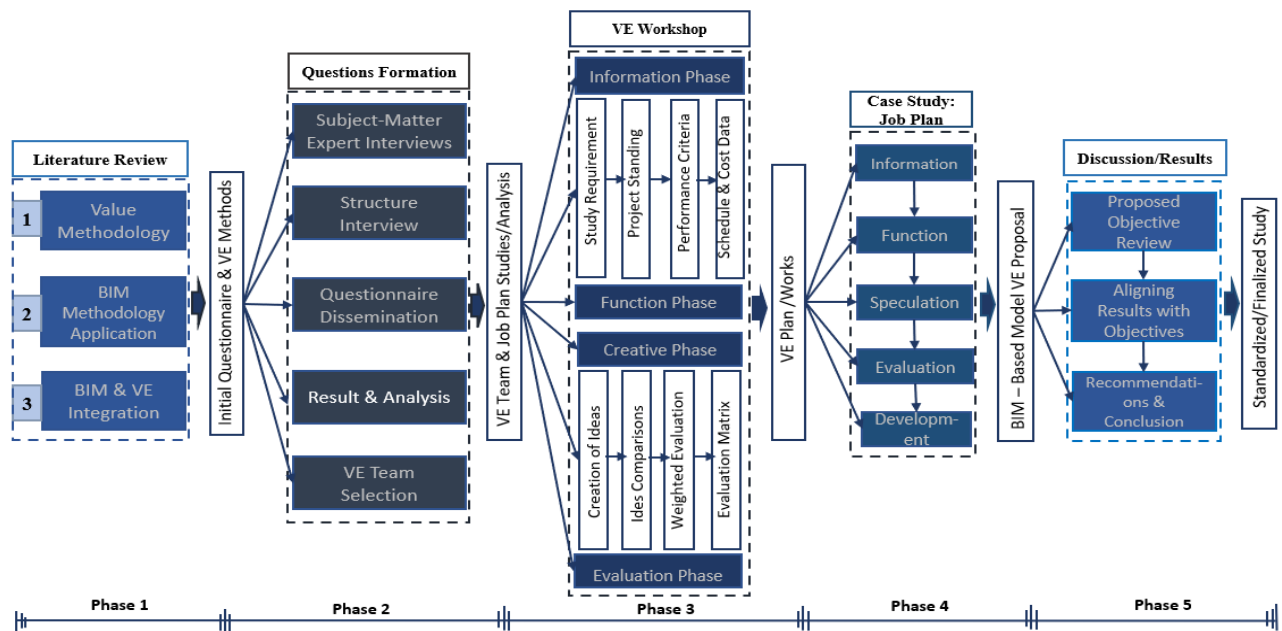 Literature Review
1
Value
Methodology
2
BIM
Methodology
Application
3
BIM & VE
Integration
Initial Questionnaire & VE Methods
Questions Formation
Subject-Matter
Expert Interviews
Structure
Interview
Questionnaire
Dissemination
Result & Analysis
VE Team
Selection
VE Team & Job Plan Studies/Analysis
VE Workshop
Information Phase
Study Requirement
Project Standing
Performance Criteria
Schedule & Cost Data
Function Phase
Creative Phase
Creation of Ideas
Ides Comparisons
Weighted Evaluation
Evaluation Matrix
Evaluation Phase
VE Plan /Works
Case Study:
Job Plan
Information
Function
Speculation
Evaluation
Developm-
ent
BIM – Based Model VE Proposal
Discussion/Results
Proposed
Objective
Review
Aligning
Results with
Objectives
Recommendati-
ons &
Conclusion
Standardized/Finalized Study
Phase 1
Phase 2
Phase 3
Phase 4
Phase 5